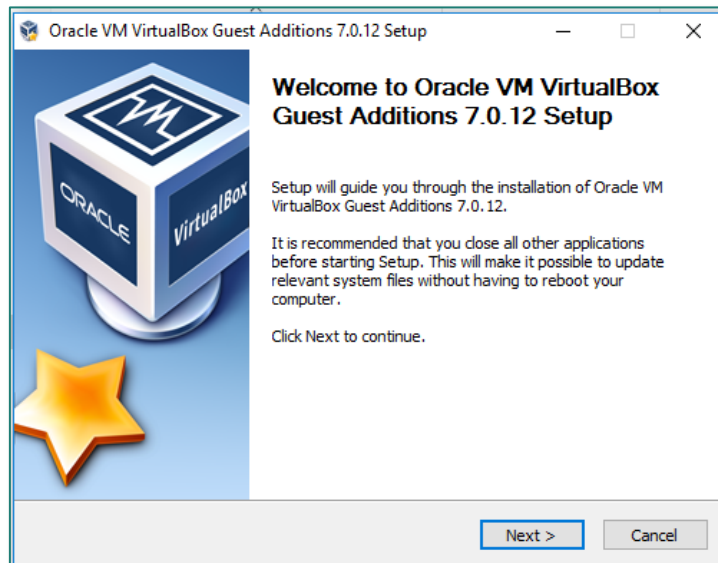 Oracle VM VirtualBox Guest Additions 7.0.12 Setup
Welcome to Oracle VM VirtualBox
Guest Additions 7.0.12 Setup
Setup will guide you through the installation of Oracle VM
VirtualBox Guest Additions 7.0.12.
It is recommended that you close all other applications
before starting Setup. This will make it possible to update
relevant system files without having to reboot your
computer.
Click Next to continue.
ORACLE
VirtualBox
Next >
Cancel